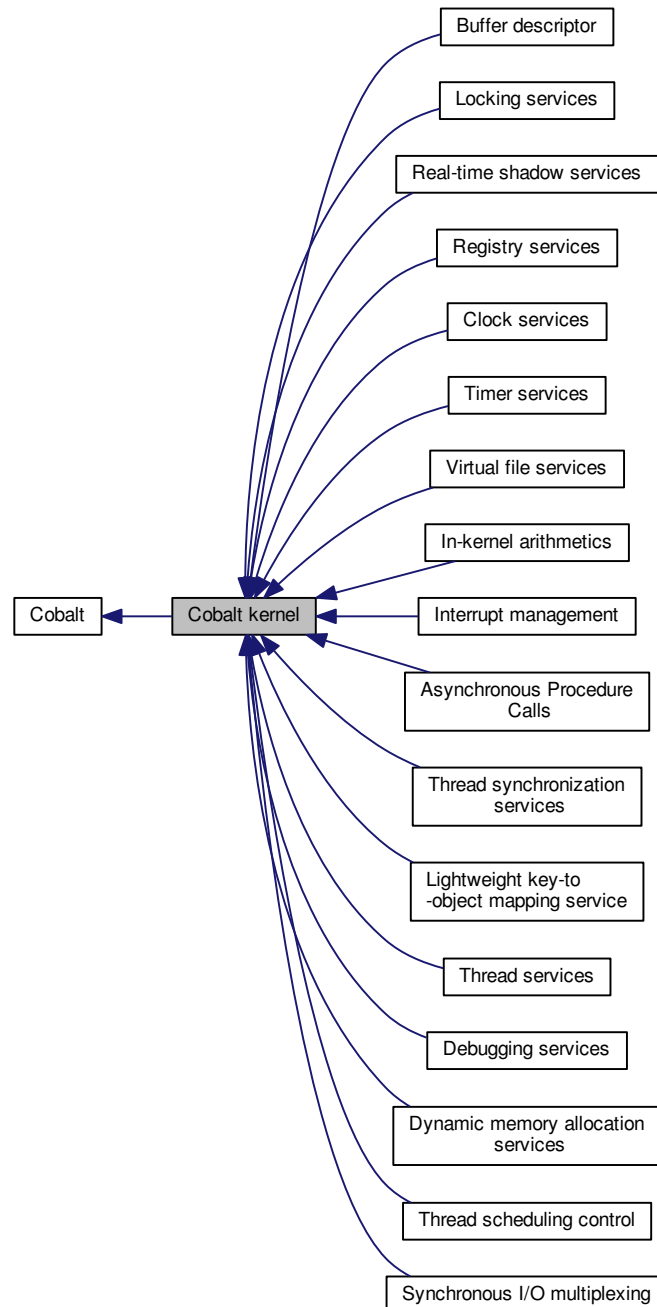 Buffer descriptor
Locking services
Real-time shadow services
Registry services
Clock services
Timer services
Virtual file services
In-kernel arithmetics
Cobalt
Cobalt kernel
Interrupt management
Asynchronous Procedure
Calls
Thread synchronization
services
Lightweight key-to
-object mapping service
Thread services
Debugging services
Dynamic memory allocation
services
Thread scheduling control
Synchronous I/O multiplexing